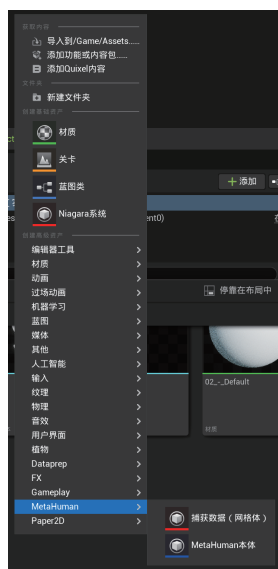 获取内容
导入到/Game/Assets.....
添加功能或内容包.....
添加Quixel内容
文件夹
新建文件夹
创建基础资产
材质
关卡
蓝图类
Niagara系统
创建高级资产
编辑器工具
材质
动画
过场动画
机器学习
蓝图
媒体
其他
人工智能
输入
纹理
物理
音效
用户界面
植物
Dataprep
FX
Gameplay
MetaHuman
Paper2D
捕获数据（网格体）
MetaHuman本体
添加
ent0)
停靠在布局中
02_-_Default
材质